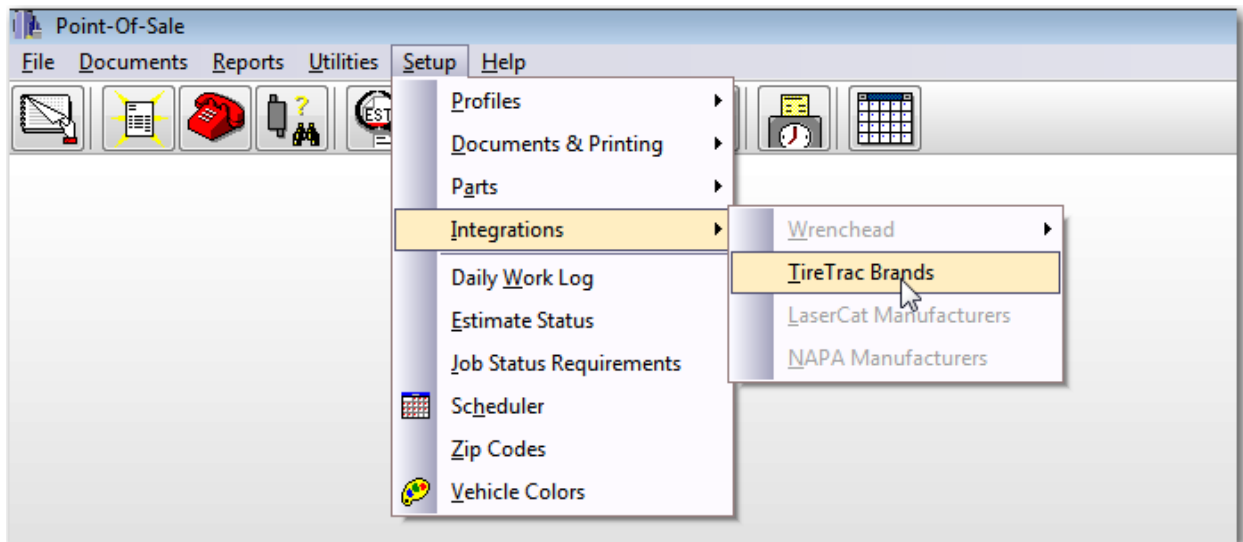 Point-Of-Sale
File Documents Reports Utilities Setup Help
EST
Profiles
Documents & Printing
Parts
Integrations
Daily Work Log
Estimate Status
Job Status Requirements
Scheduler
Zip Codes
Vehicle Colors
Wrenchead
TireTrac Brands
LaserCat Manufacturers
NAPA Manufacturers